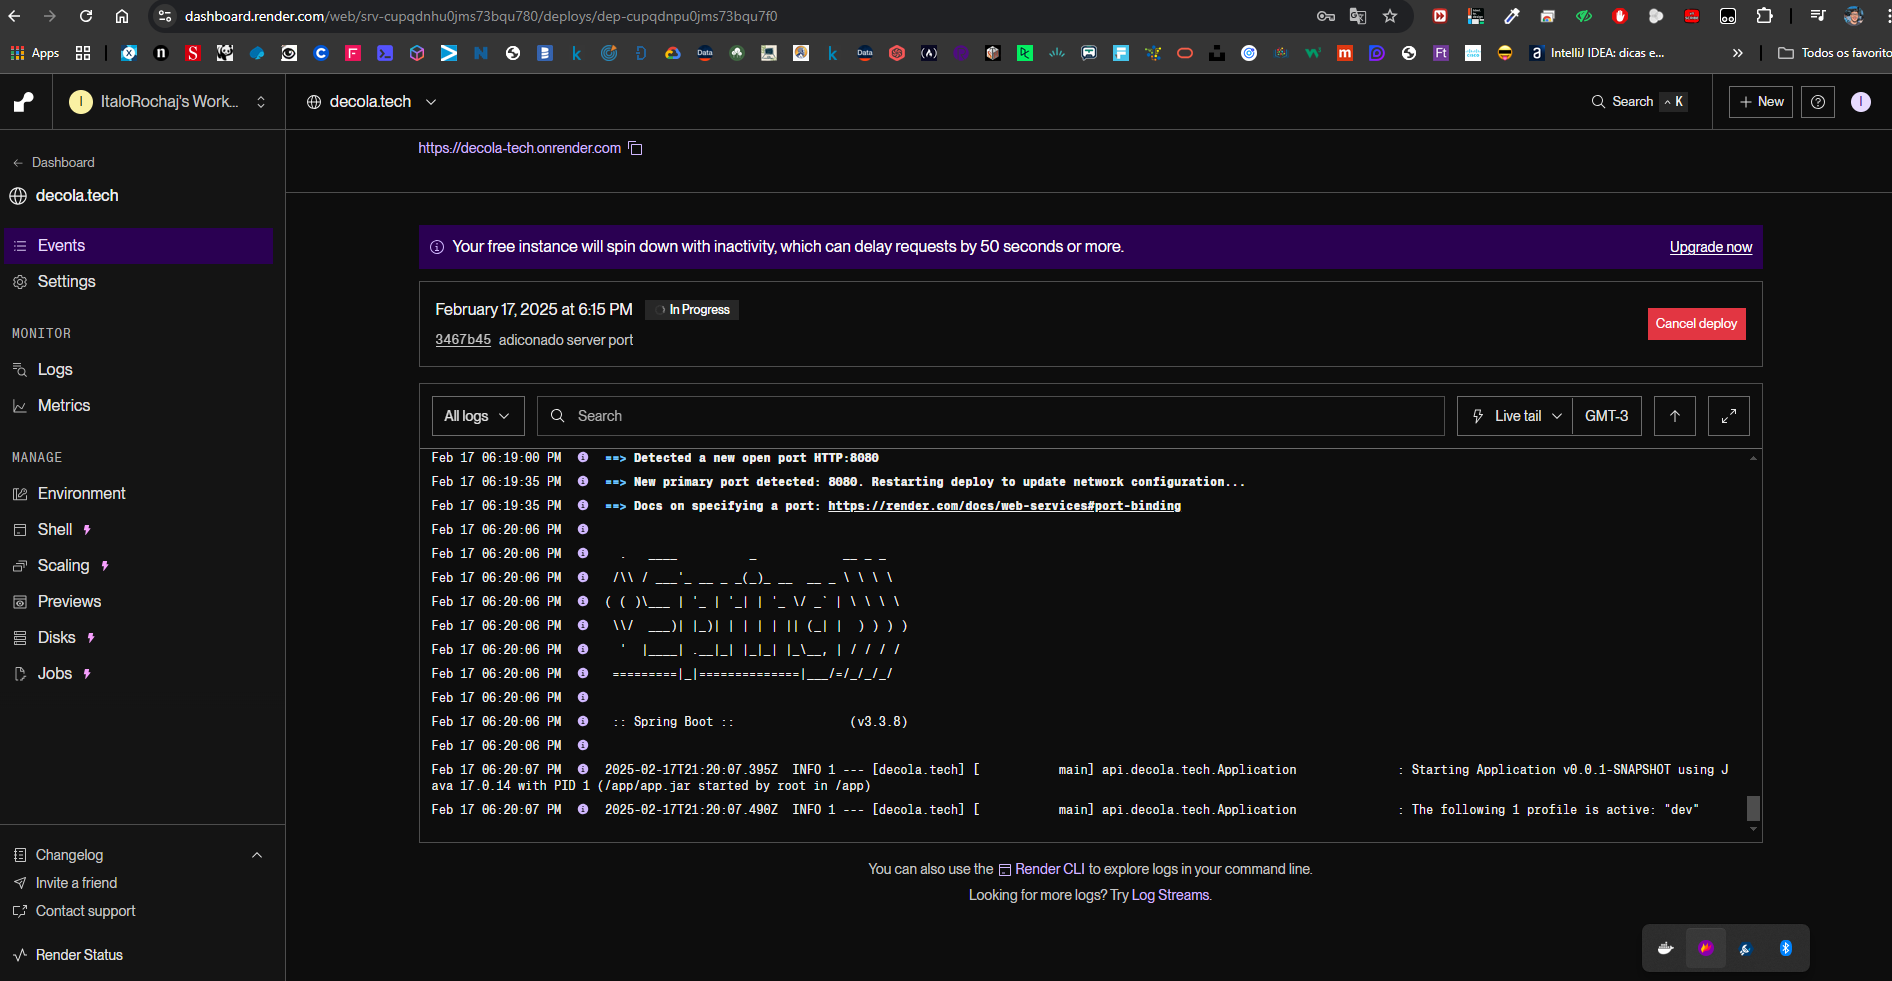 dashboard.render.com/web/srv-cupqdnhu0jms73bqu780/deploys/dep-cupqdnpu0jms73bqu7f0
Apps
IntelliJ IDEA: dicas e...
Todos os favorito
ItaloRochaj's Work...
decola.tech
Search
K
New
Dashboard
decola.tech
Events
Settings
MONITOR
Logs
Metrics
MANAGE
Environment
Shell
Scaling
Previews
Disks
Jobs
Changelog
Invite a friend
Contact support
Render Status
https://decola-tech.onrender.com
Your free instance will spin down with inactivity, which can delay requests by 50 seconds or more.
Upgrade now
February 17, 2025 at 6:15 PM
In Progress
Cancel deploy
3467b45 adiconado server port
All logs
Search
Live tail
GMT-3
Feb 17 06:19:00 PM ==> Detected a new open port HTTP:8080
Feb 17 06:19:35 PM ==> New primary port detected: 8080. Restarting deploy to update network configuration...
Feb 17 06:19:35 PM ==> Docs on specifying a port: https://render.com/docs/web-services#port-binding
Feb 17 06:20:06 PM
Feb 17 06:20:06 PM   .   ____          _            __ _ _
Feb 17 06:20:06 PM  /\\ / ___'_ __ _ _(_)_ __  __ _ \ \ \ \
Feb 17 06:20:06 PM ( ( )\___ | '_ | '_| | '_ \/ _` | \ \ \ \
Feb 17 06:20:06 PM  \\/  ___)| |_)| | | | | || (_| |  ) ) ) )
Feb 17 06:20:06 PM   '  |____| .__|_| |_|_| |_\__, | / / / /
Feb 17 06:20:06 PM  =========|_|==============|___/=/_/_/_/
Feb 17 06:20:06 PM
Feb 17 06:20:06 PM :: Spring Boot ::                (v3.3.8)
Feb 17 06:20:06 PM
Feb 17 06:20:07 PM 2025-02-17T21:20:07.395Z  INFO 1 --- [decola.tech] [           main] api.decola.tech.Application              : Starting Application v0.0.1-SNAPSHOT using J
ava 17.0.14 with PID 1 (/app/app.jar started by root in /app)
Feb 17 06:20:07 PM 2025-02-17T21:20:07.490Z  INFO 1 --- [decola.tech] [           main] api.decola.tech.Application              : The following 1 profile is active: "dev"
You can also use the Render CLI to explore logs in your command line.
Looking for more logs? Try Log Streams.